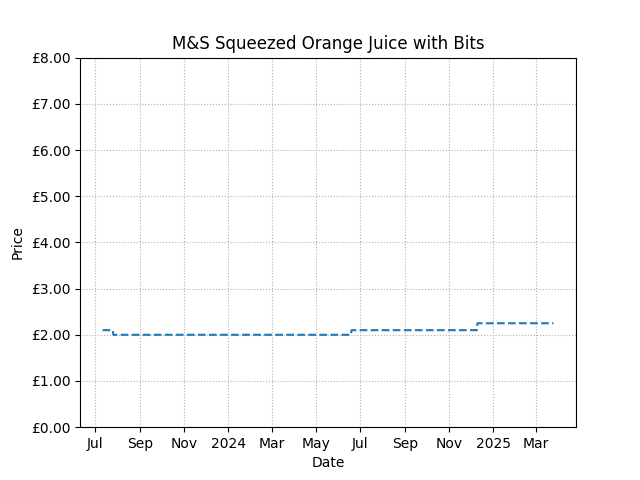 M&S Squeezed Orange Juice with Bits
£8.00
£7.00
£6.00
£5.00
£4.00
£3.00
£2.00
£1.00
£0.00
Price
Jul Sep Nov 2024 Mar May Jul Sep Nov 2025 Mar
Date